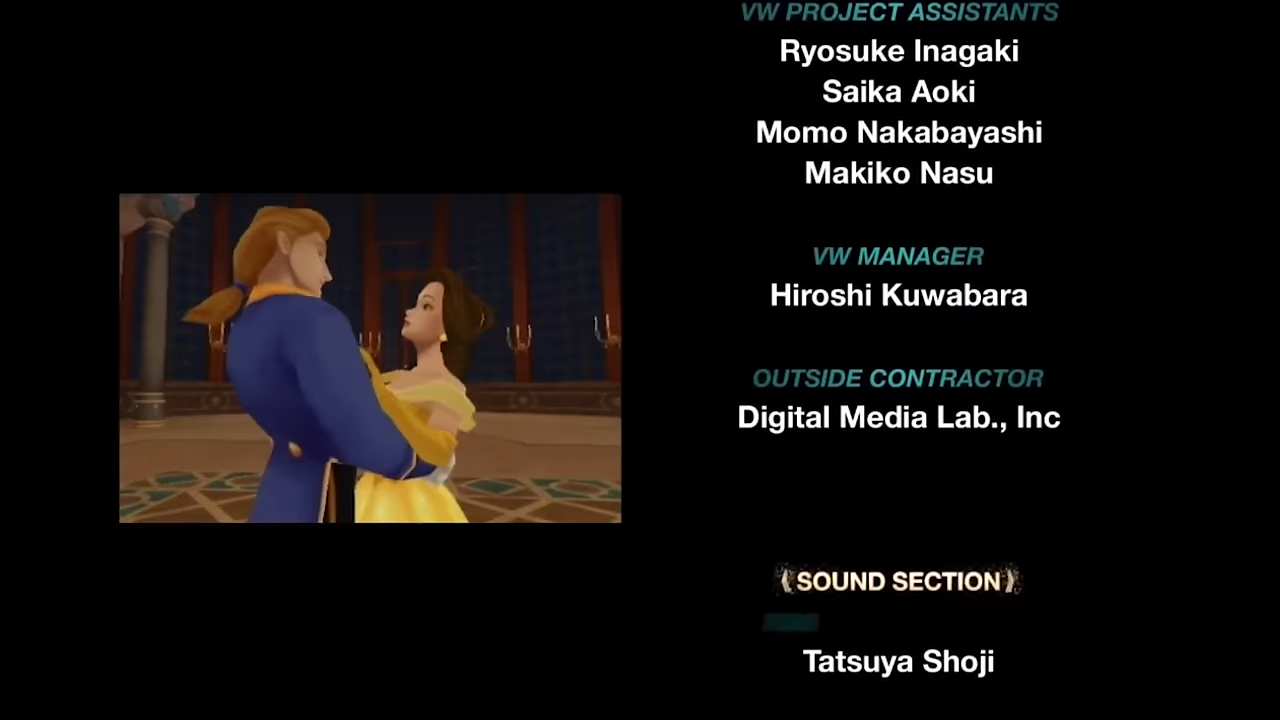 VW PROJECT ASSISTANTS
Ryosuke Inagaki
Saika Aoki
Momo Nakabayashi
Makiko Nasu
VW MANAGER
Hiroshi Kuwabara
OUTSIDE CONTRACTOR
Digital Media Lab., Inc
⟪SOUND SECTION⟫
Tatsuya Shoji